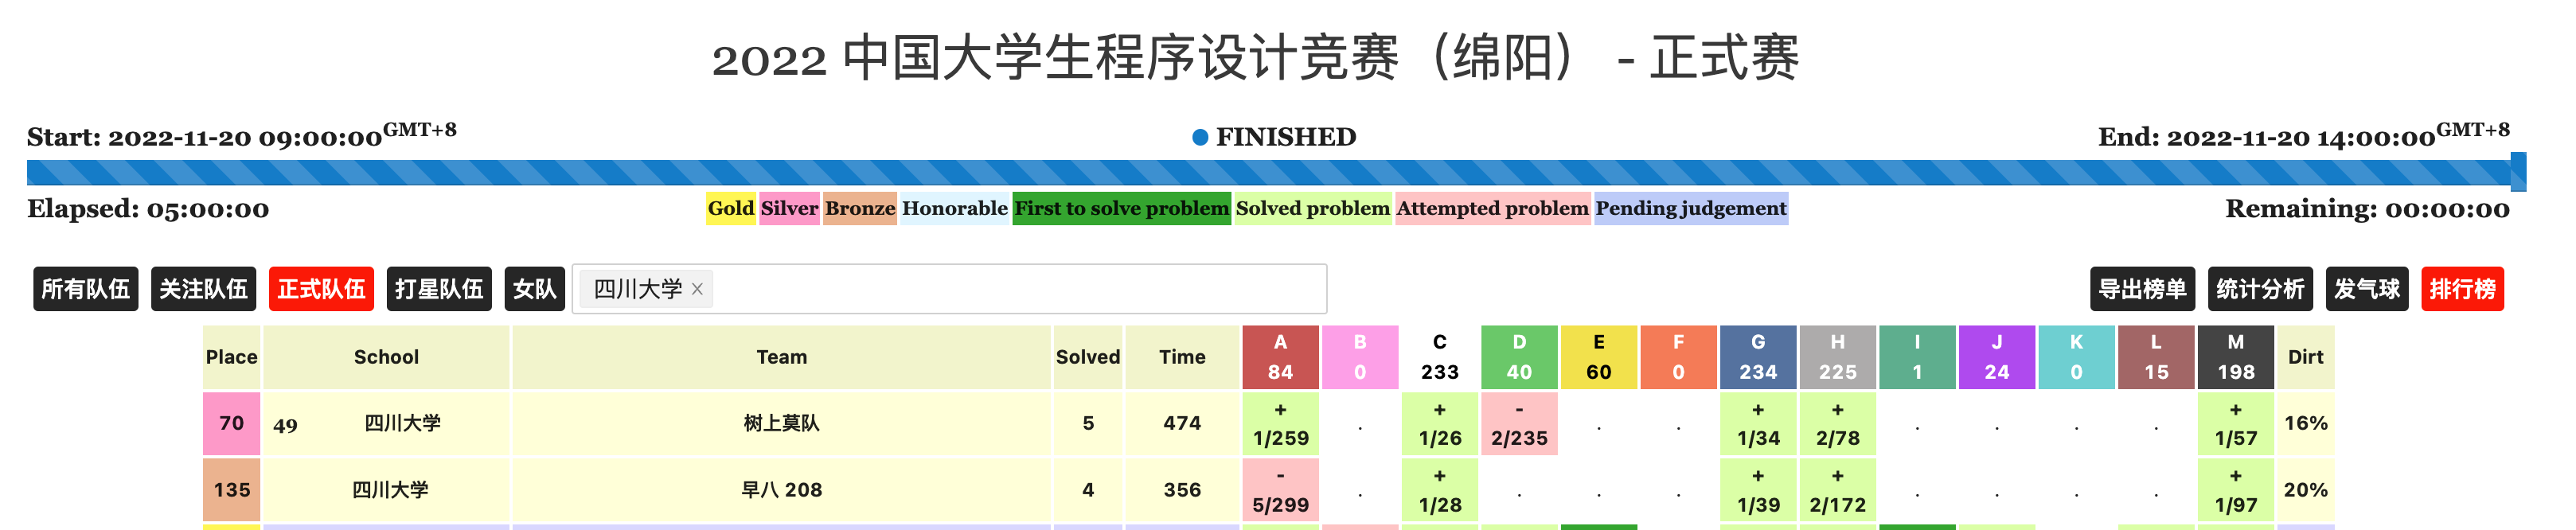 2022 中国大学生程序设计竞赛（绵阳） - 正式赛
Start: 2022-11-20 09:00:00GMT+8 FINISHED End: 2022-11-20 14:00:00GMT+8
Elapsed: 05:00:00 Gold Silver Bronze Honorable First to solve problem Solved problem Attempted problem Pending judgement Remaining: 00:00:00
所有队伍 关注队伍 正式队伍 打星队伍 女队 四川大学 × 导出榜单 统计分析 发气球 排行榜
Place School Team Solved Time A B C D E F G H I J K L M Dirt
84 0 233 40 60 0 234 225 1 24 0 15 198
70 49 四川大学 树上莫队 5 474 + . + - . . + + . . . . + 16%
1/259 1/26 2/235 1/34 2/78 1/57
135 四川大学 早八 208 4 356 - . + . . . + + . . . . + 20%
5/299 1/28 1/39 2/172 1/97